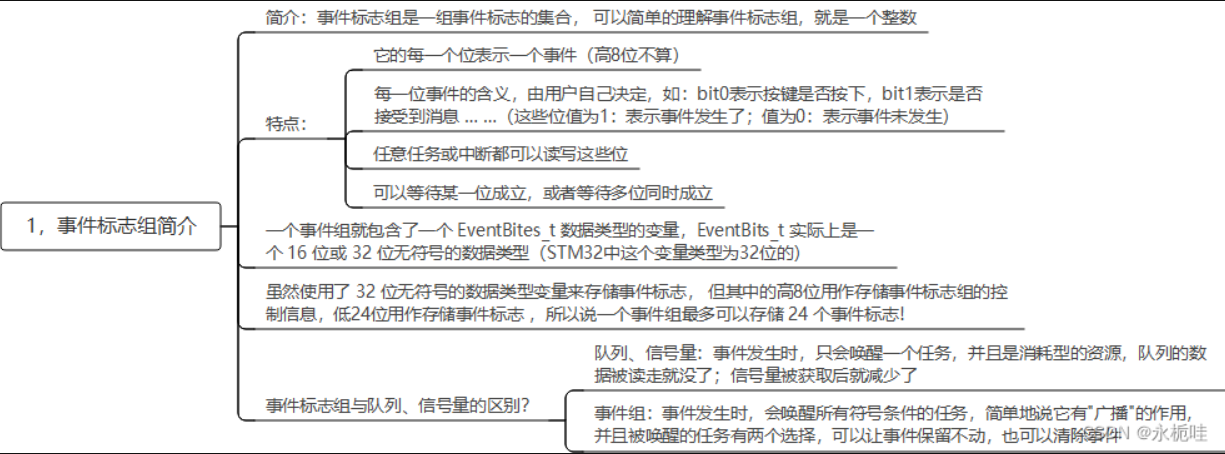 简介：事件标志组是一组事件标志的集合， 可以简单的理解事件标志组，就是一个整数
它的每一个位表示一个事件（高8位不算）
每一位事件的含义，由用户自己决定，如：bit0表示按键是否按下，bit1表示是否
接受到消息 ... ...（这些位值为1：表示事件发生了；值为0：表示事件未发生）
特点：
任意任务或中断都可以读写这些位
可以等待某一位成立，或者等待多位同时成立
1，事件标志组简介
一个事件组就包含了一个 EventBites_t 数据类型的变量，EventBits_t 实际上是一
个 16 位或 32 位无符号的数据类型（STM32中这个变量类型为32位的）
虽然使用了 32 位无符号的数据类型变量来存储事件标志， 但其中的高8位用作存储事件标志组的控
制信息，低24位用作存储事件标志 ，所以说一个事件组最多可以存储 24 个事件标志!
事件标志组与队列、信号量的区别？
队列、信号量：事件发生时，只会唤醒一个任务，并且是消耗型的资源，队列的数
据被读走就没了；信号量被获取后就减少了
事件组：事件发生时，会唤醒所有符号条件的任务，简单地说它有"广播"的作用，
并且被唤醒的任务有两个选择，可以让事件保留不动，也可以清除事件
CSDN @永栀哇